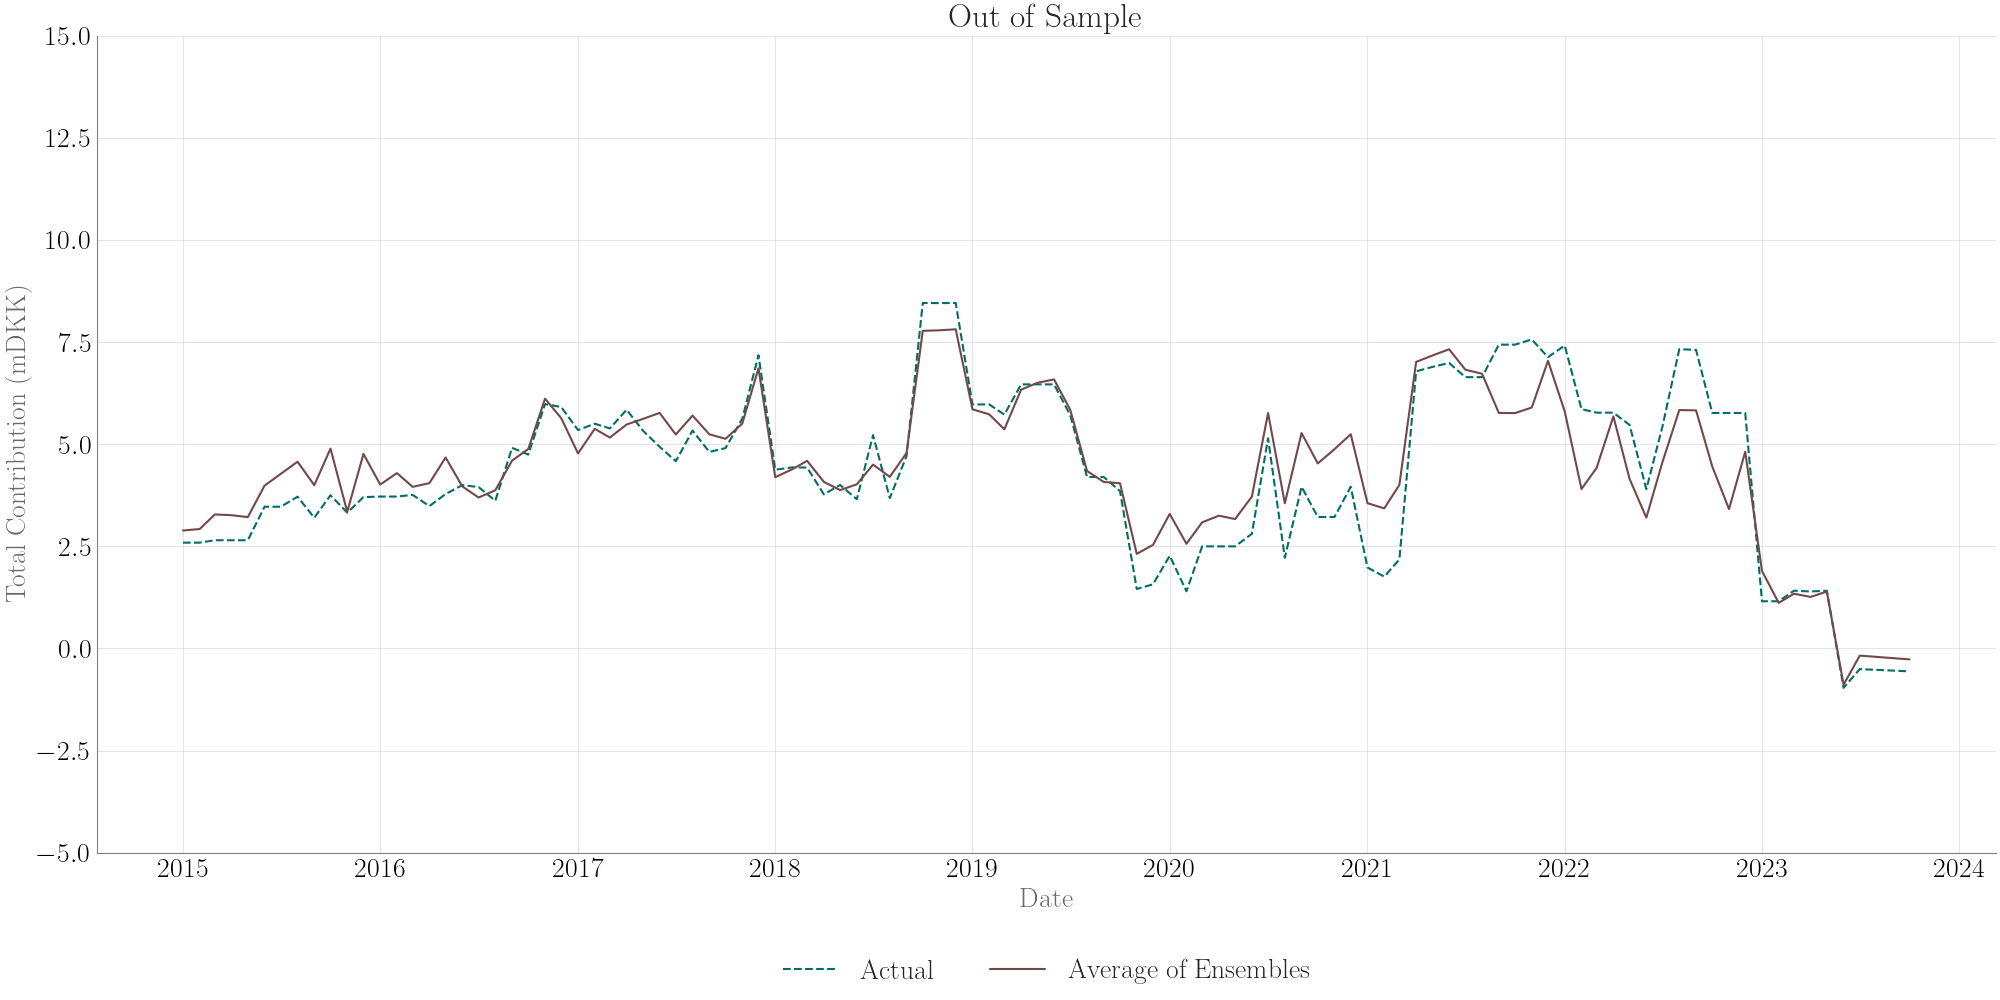 Out of Sample
15.0
12.5
10.0
7.5
5.0
2.5
0.0
−2.5
−5.0
Total Contribution (mDKK)
2015 2016 2017 2018 2019 2020 2021 2022 2023 2024
Date
Actual Average of Ensembles